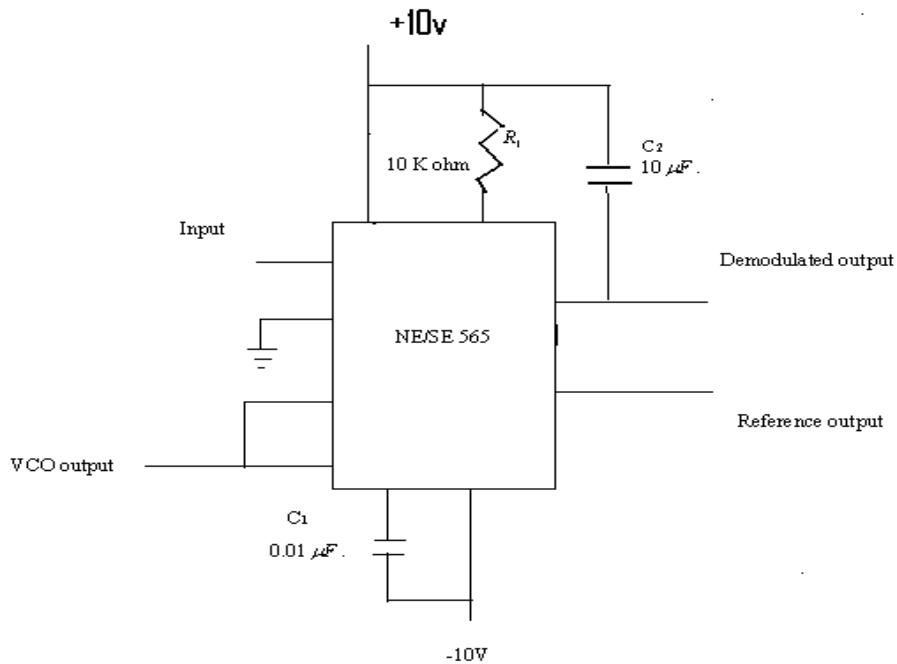 +10v
R1
10 K ohm
C2
10 μF.
Input
Demodulated output
NE/SE 565
Reference output
VCO output
C1
0.01 μF.
-10V